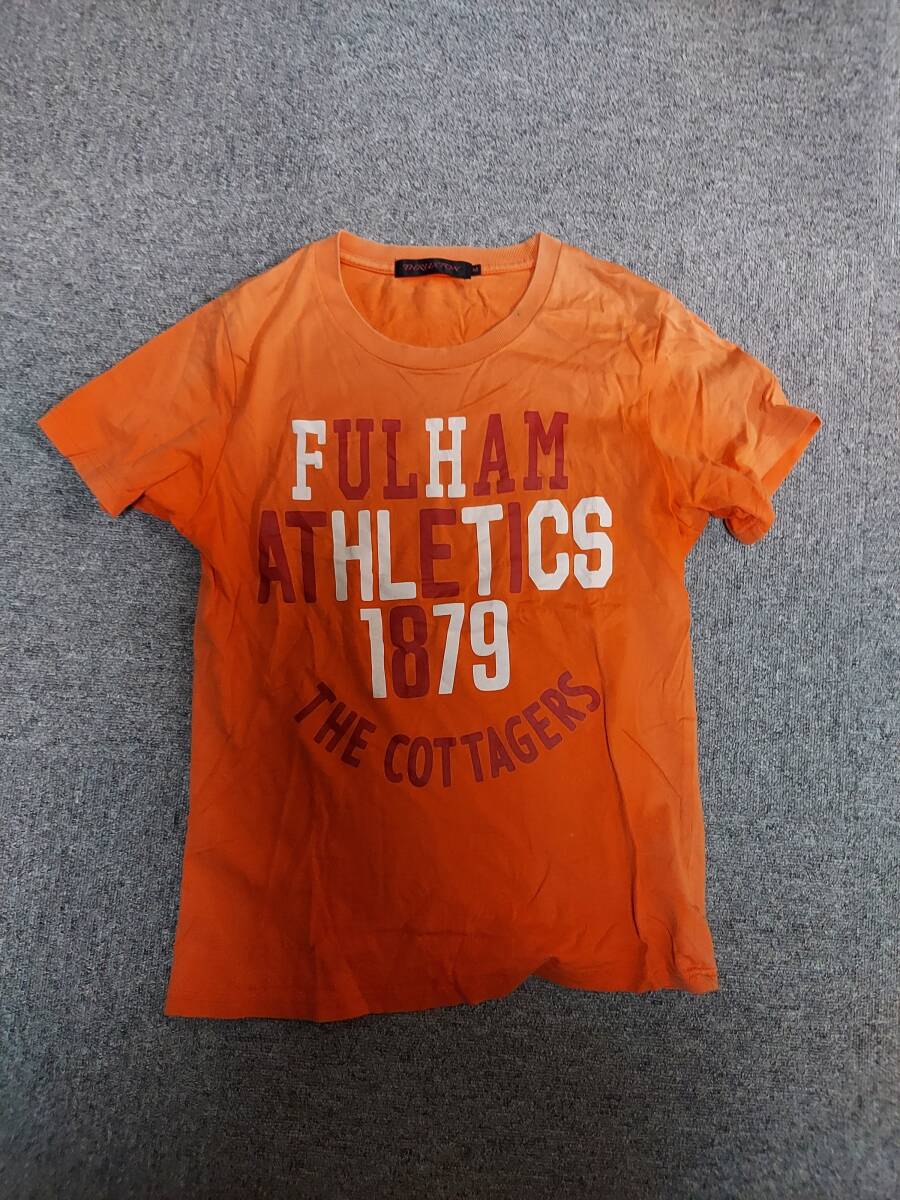 FULHAM
ATHLETICS
1879
THE COTTAGERS